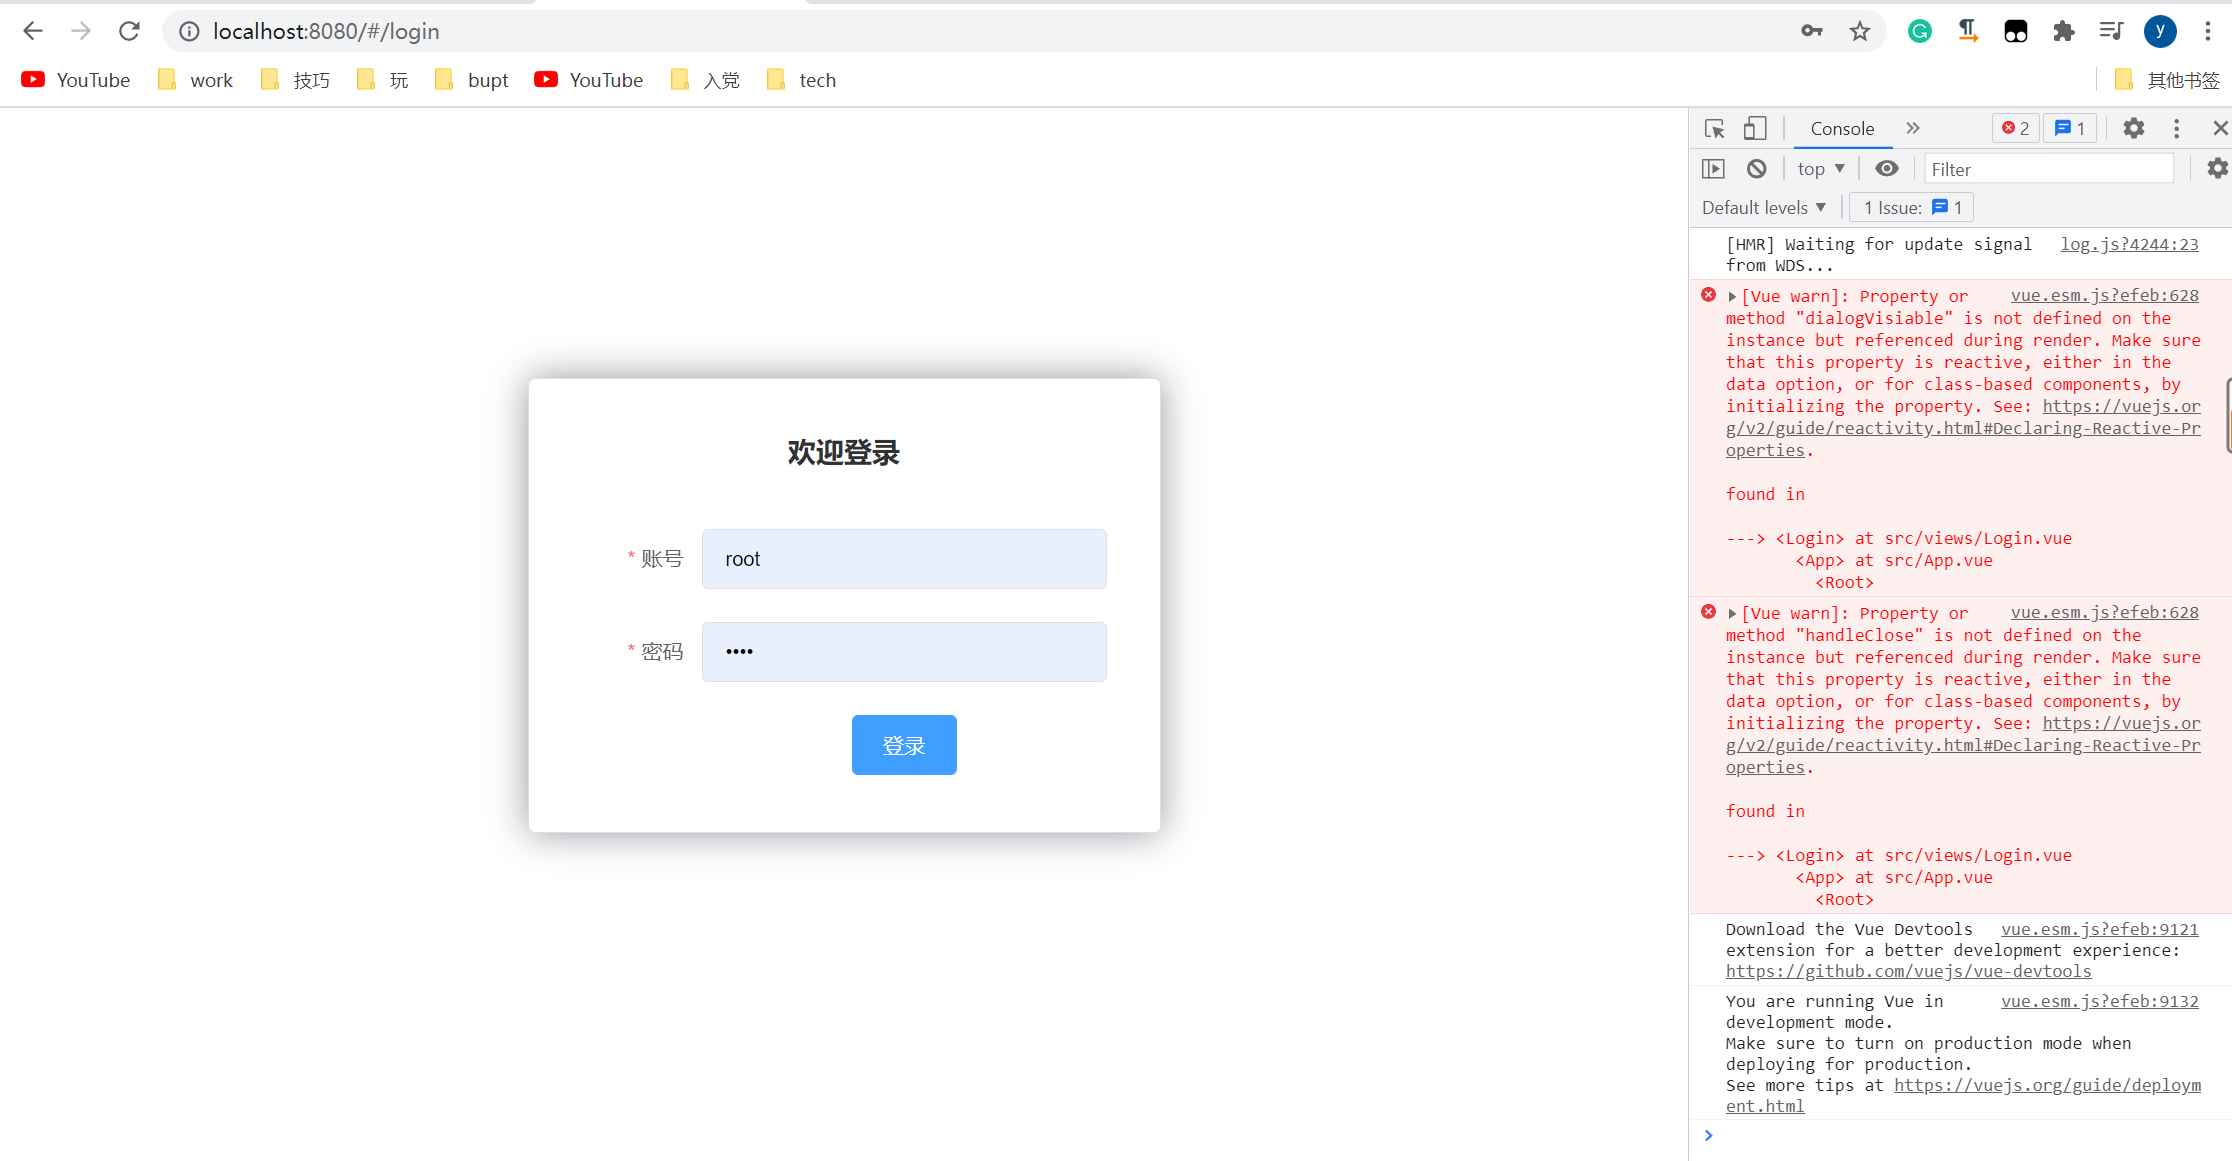 localhost:8080/#/login
y
YouTube work 技巧 玩 bupt YouTube 入党 tech 其他书签
Console 2 1
top Filter
Default levels 1 Issue: 1
[HMR] Waiting for update signal log.js?4244:23
from WDS...
[Vue warn]: Property or vue.esm.js?efeb:628
method "dialogVisiable" is not defined on the
instance but referenced during render. Make sure
that this property is reactive, either in the
data option, or for class-based components, by
initializing the property. See: https://vuejs.or
g/v2/guide/reactivity.html#Declaring-Reactive-Pr
operties.
found in
---> <Login> at src/views/Login.vue
<App> at src/App.vue
<Root>
[Vue warn]: Property or vue.esm.js?efeb:628
method "handleClose" is not defined on the
instance but referenced during render. Make sure
that this property is reactive, either in the
data option, or for class-based components, by
initializing the property. See: https://vuejs.or
g/v2/guide/reactivity.html#Declaring-Reactive-Pr
operties.
found in
---> <Login> at src/views/Login.vue
<App> at src/App.vue
<Root>
Download the Vue Devtools vue.esm.js?efeb:9121
extension for a better development experience:
https://github.com/vuejs/vue-devtools
You are running Vue in vue.esm.js?efeb:9132
development mode.
Make sure to turn on production mode when
deploying for production.
See more tips at https://vuejs.org/guide/deploym
ent.html
欢迎登录
* 账号 root
* 密码 ••••
登录